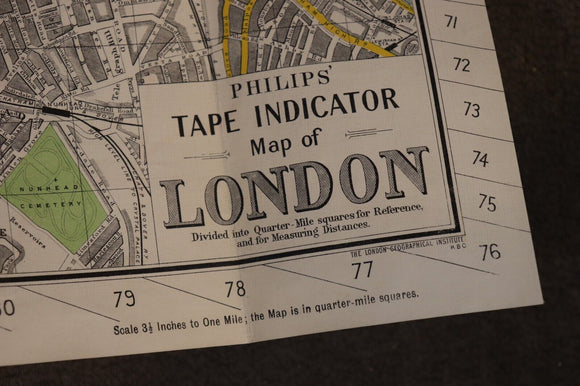 71
72
73
74
75
76
77
78
79
PHILIPS'
TAPE INDICATOR
Map of
LONDON
Divided into Quarter-Mile squares for Reference,
and for Measuring Distances.
THE LONDON GEOGRAPHICAL INSTITUTE
NUNHEAD
CEMETERY
NUNHEAD
Reservoirs
Scale 3½ Inches to One Mile; the Map is in quarter-mile squares.